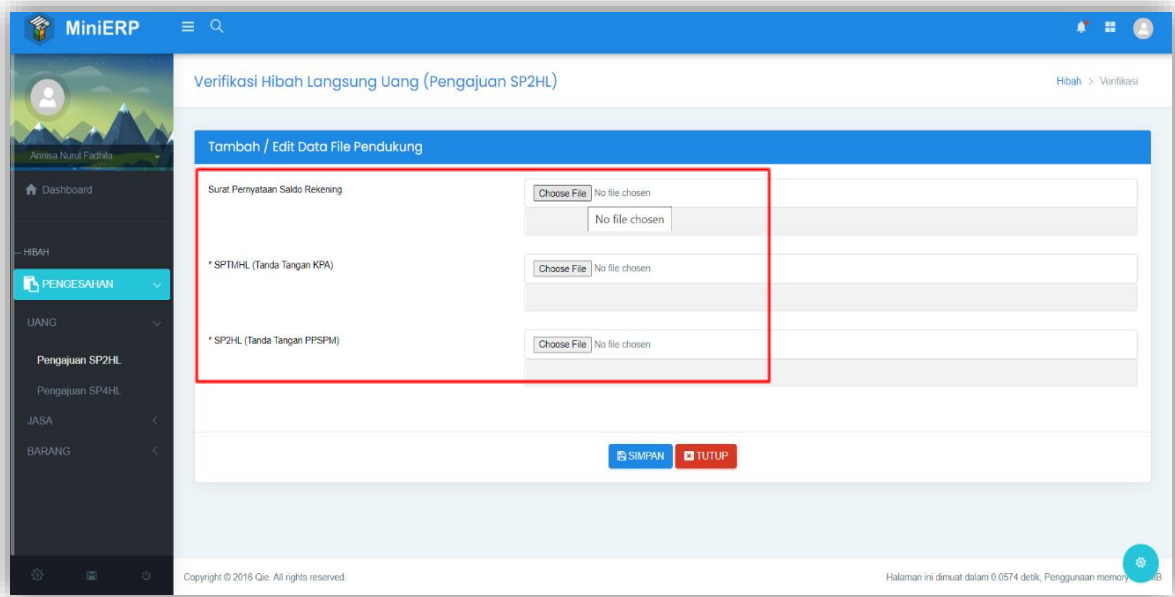 MiniERP
Verifikasi Hibah Langsung Uang (Pengajuan SP2HL)
Hibah > Verifikasi
Annisa Nurul Fadhila
Tambah / Edit Data File Pendukung
Dashboard
Surat Pernyataan Saldo Rekening
Choose File No file chosen
No file chosen
HIBAH
* SPTMHL (Tanda Tangan KPA)
Choose File No file chosen
PENGESAHAN
UANG
* SP2HL (Tanda Tangan PPSPM)
Choose File No file chosen
Pengajuan SP2HL
Pengajuan SP4HL
JASA
BARANG
SIMPAN
TUTUP
Copyright © 2016 Qie. All rights reserved.
Halaman ini dimuat dalam 0.0574 detik, Penggunaan memory